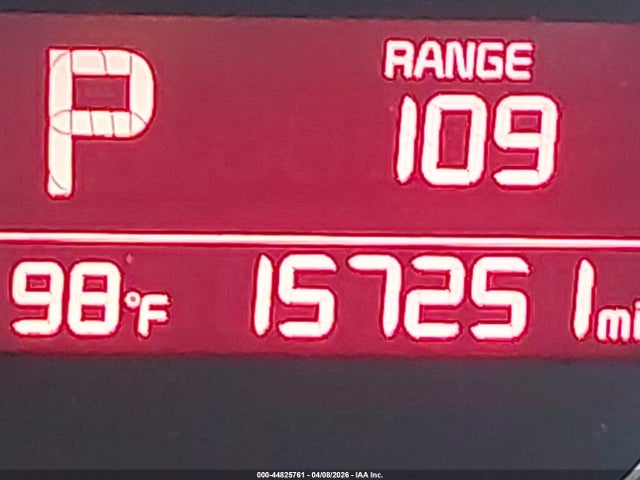 P
RANGE
109
98°F 157251mi
000-44825761 - 04/08/2026 - IAA Inc.